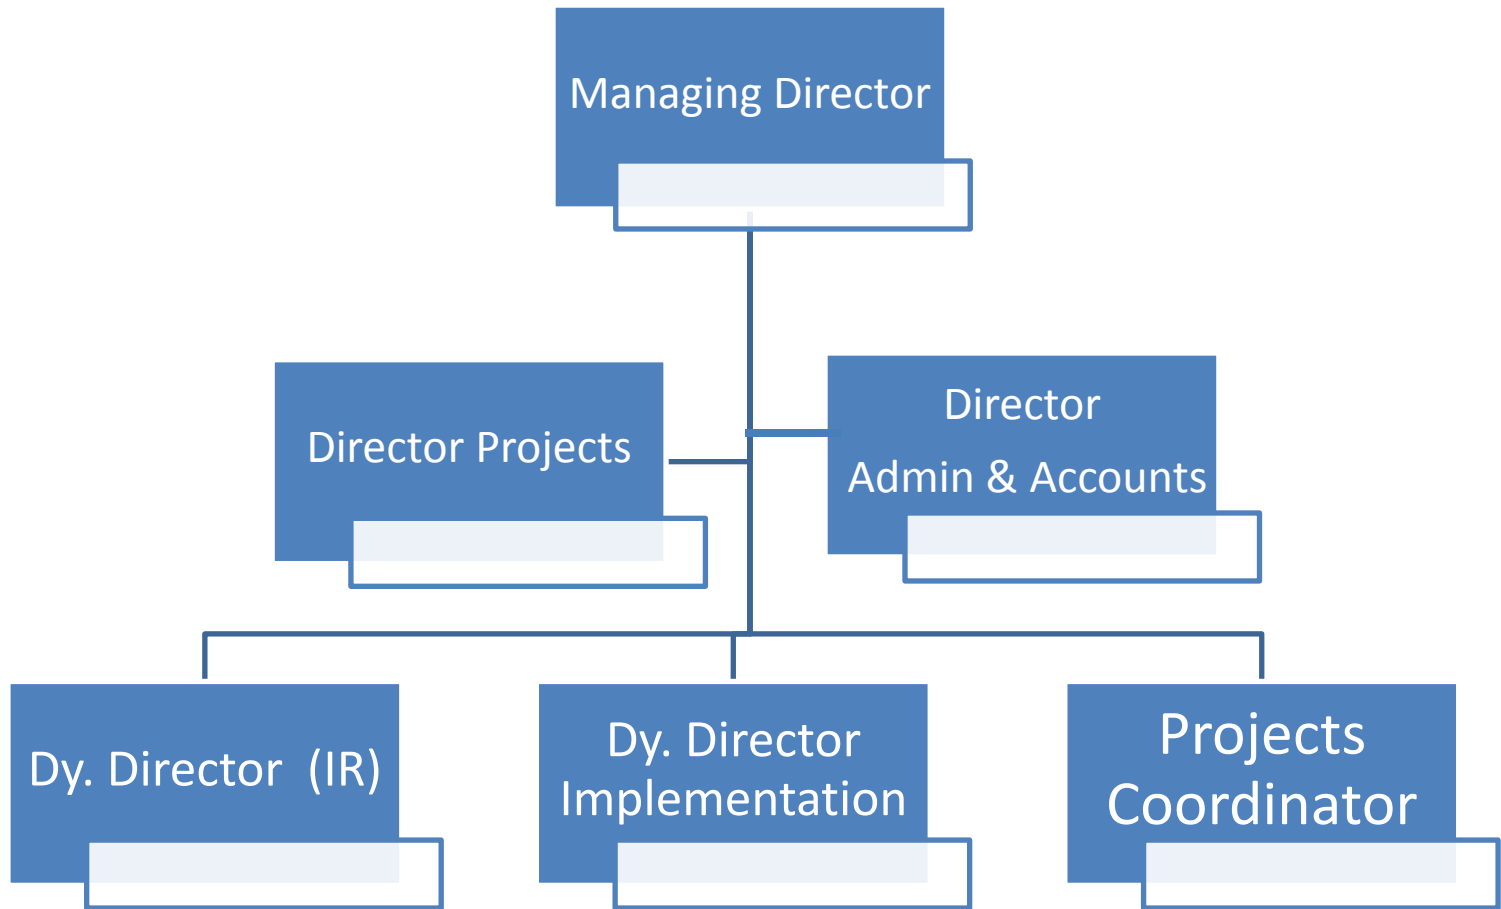 Managing Director
Director Projects
Director
Admin & Accounts
Dy. Director  (IR)
Dy. Director
Implementation
Projects
Coordinator